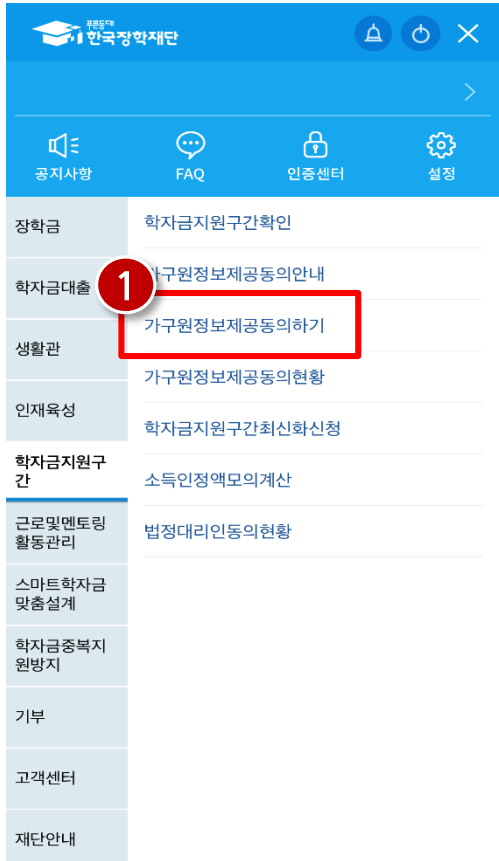 푸른등대
한국장학재단
공지사항
FAQ
인증센터
설정
장학금
학자금대출
생활관
인재육성
학자금지원구
간
근로및멘토링
활동관리
스마트학자금
맞춤설계
학자금중복지
원방지
기부
고객센터
재단안내
학자금지원구간확인
1
가구원정보제공동의안내
가구원정보제공동의하기
가구원정보제공동의현황
학자금지원구간최신화신청
소득인정액모의계산
법정대리인동의현황